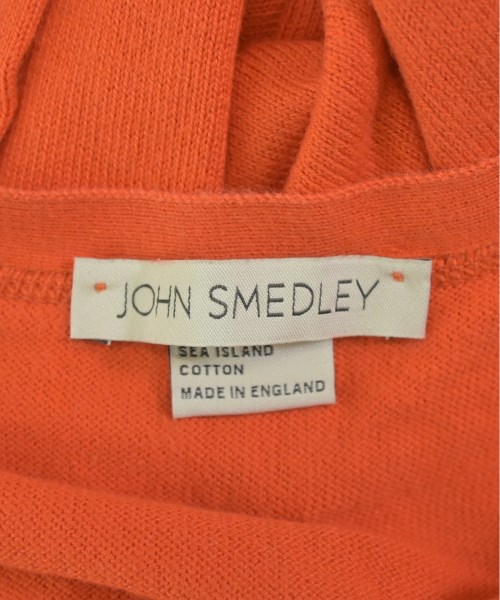 JOHN SMEDLEY
SEA ISLAND
COTTON
MADE IN ENGLAND